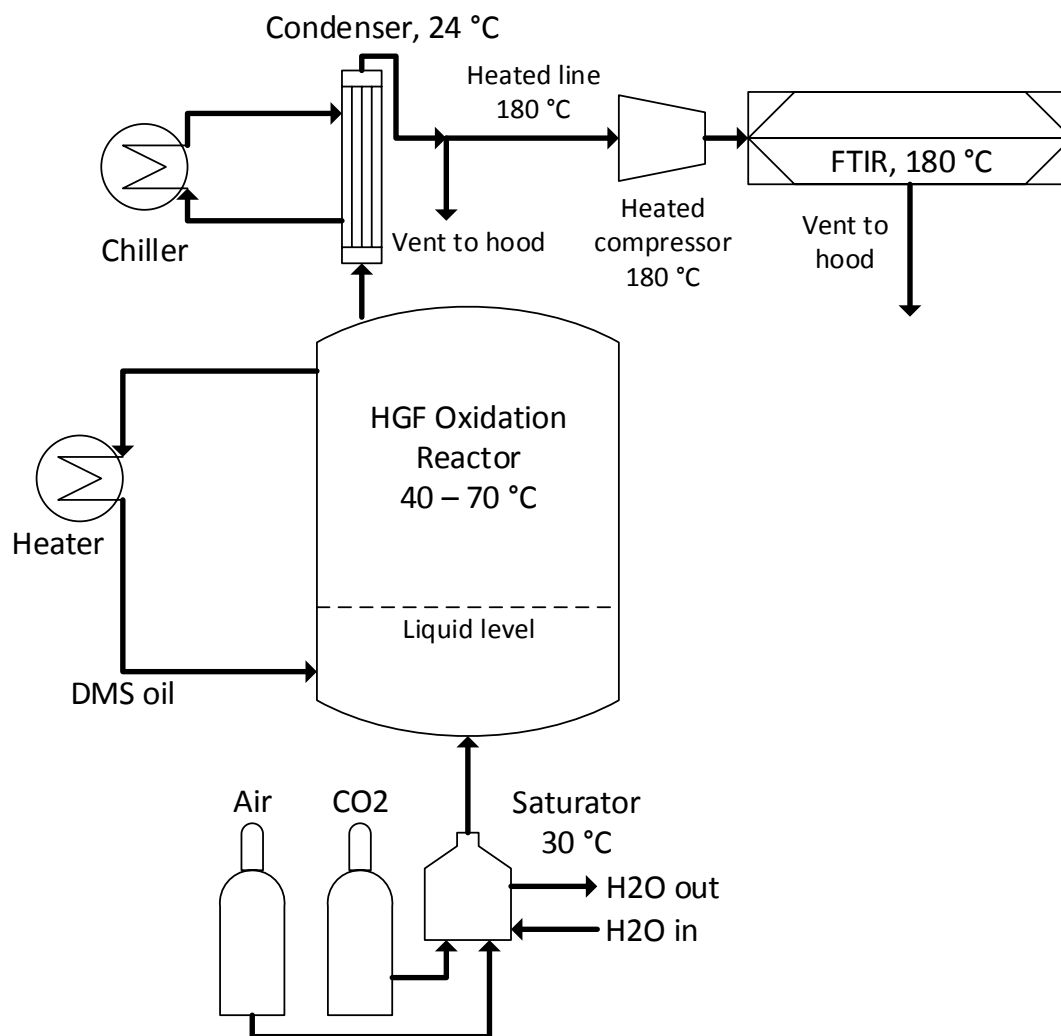 Condenser, 24 °C
Heated line
180 °C
FTIR, 180 °C
Chiller
Vent to hood
Heated
compressor
180 °C
Vent to
hood
HGF Oxidation
Reactor
40 – 70 °C
Heater
Liquid level
DMS oil
Air
CO2
Saturator
30 °C
H2O out
H2O in